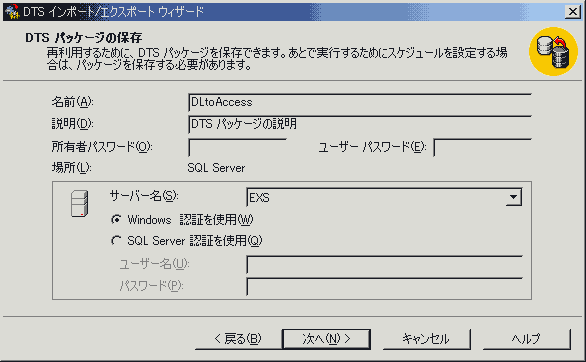 DTS インポート/エクスポート ウィザード
DTS パッケージの保存
再利用するために、DTS パッケージを保存できます。あとで実行するためにスケジュールを設定する場
合は、パッケージを保存する必要があります。
名前(A): DLtoAccess
説明(D): DTS パッケージの説明
所有者パスワード(O): ユーザー パスワード(E):
場所(L): SQL Server
サーバー名(S): EXS
Windows 認証を使用(W)
SQL Server 認証を使用(Q)
ユーザー名(U):
パスワード(P):
< 戻る(B) 次へ(N) > キャンセル ヘルプ